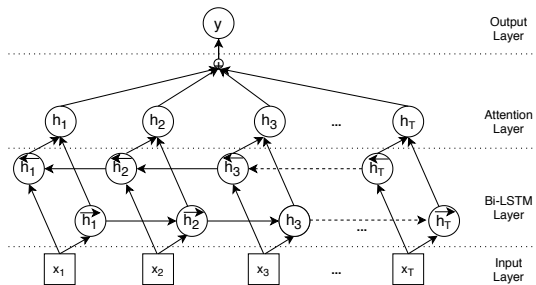 y
Output
Layer
+
h1 h2 h3 ... hT
Attention
Layer
h1 h2 h3 hT
Bi-LSTM
Layer
h1 h2 h3 ... hT
x1 x2 x3 ... xT
Input
Layer